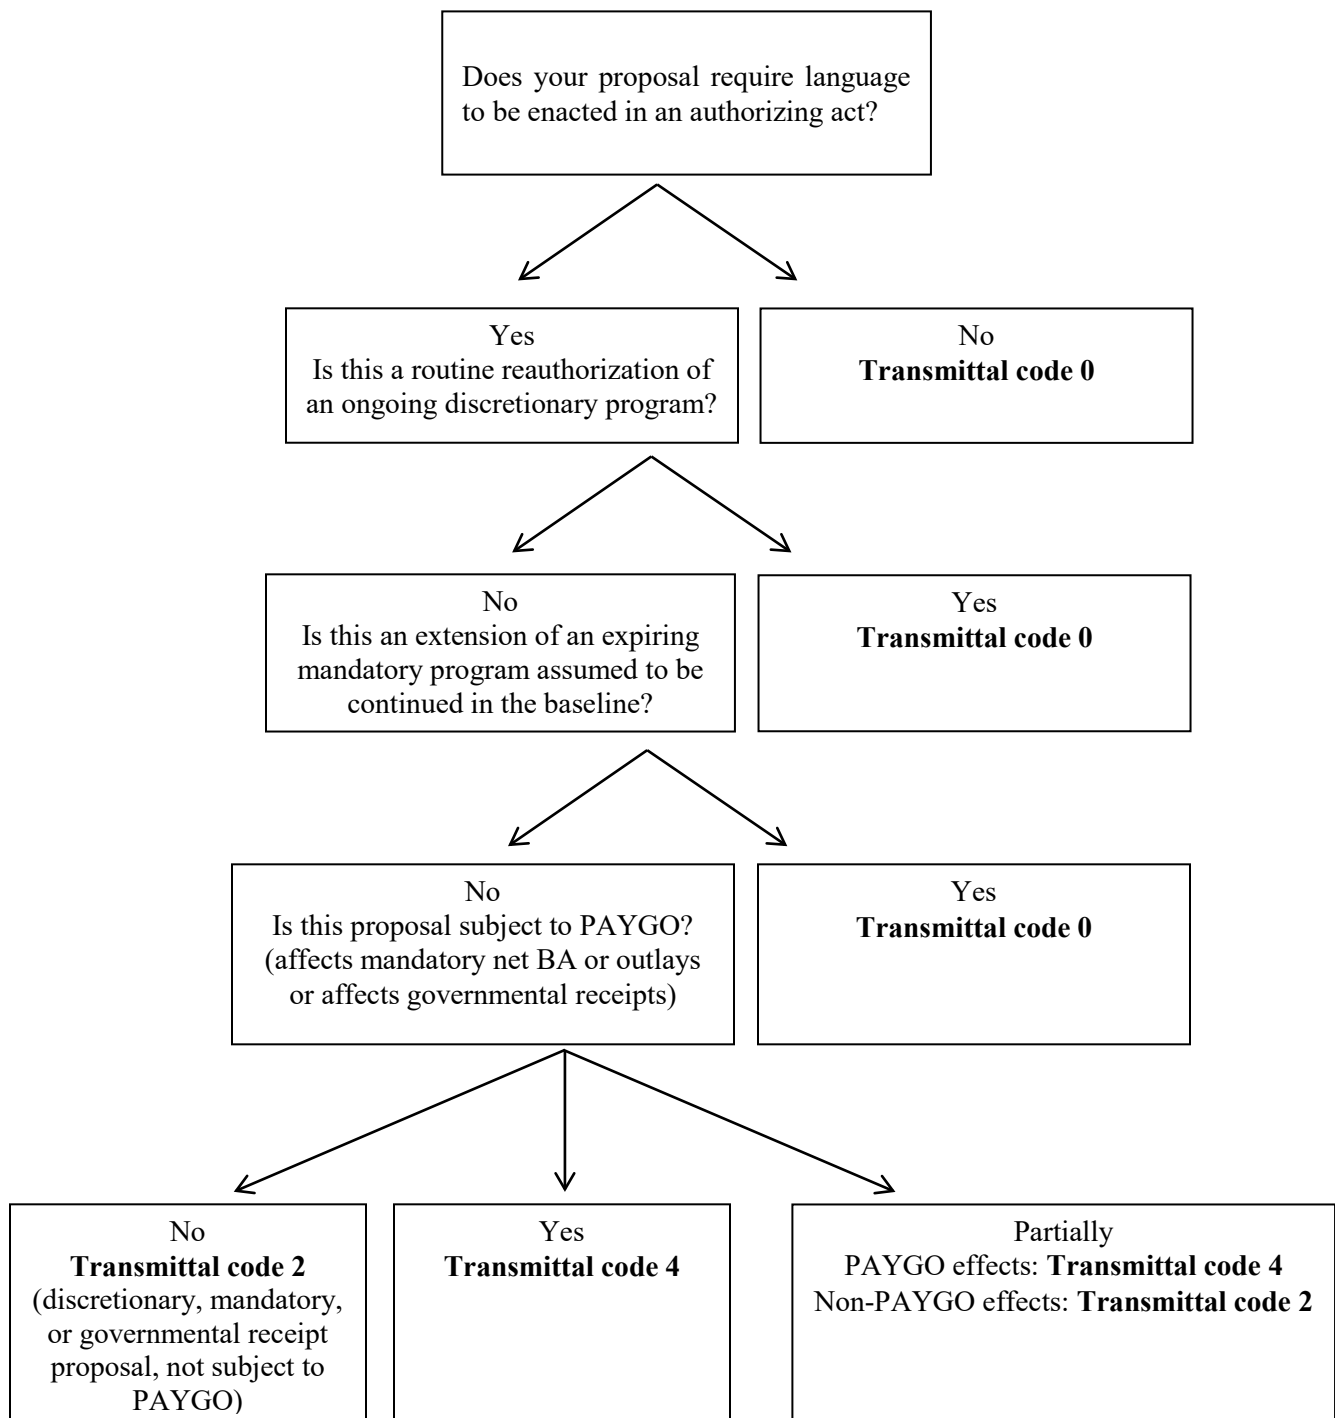 Does your proposal require language
to be enacted in an authorizing act?
Yes
Is this a routine reauthorization of
an ongoing discretionary program?
No
Transmittal code 0
No
Is this an extension of an expiring
mandatory program assumed to be
continued in the baseline?
Yes
Transmittal code 0
No
Is this proposal subject to PAYGO?
(affects mandatory net BA or outlays
or affects governmental receipts)
Yes
Transmittal code 0
No
Transmittal code 2
(discretionary, mandatory,
or governmental receipt
proposal, not subject to
PAYGO)
Yes
Transmittal code 4
Partially
PAYGO effects: Transmittal code 4
Non-PAYGO effects: Transmittal code 2